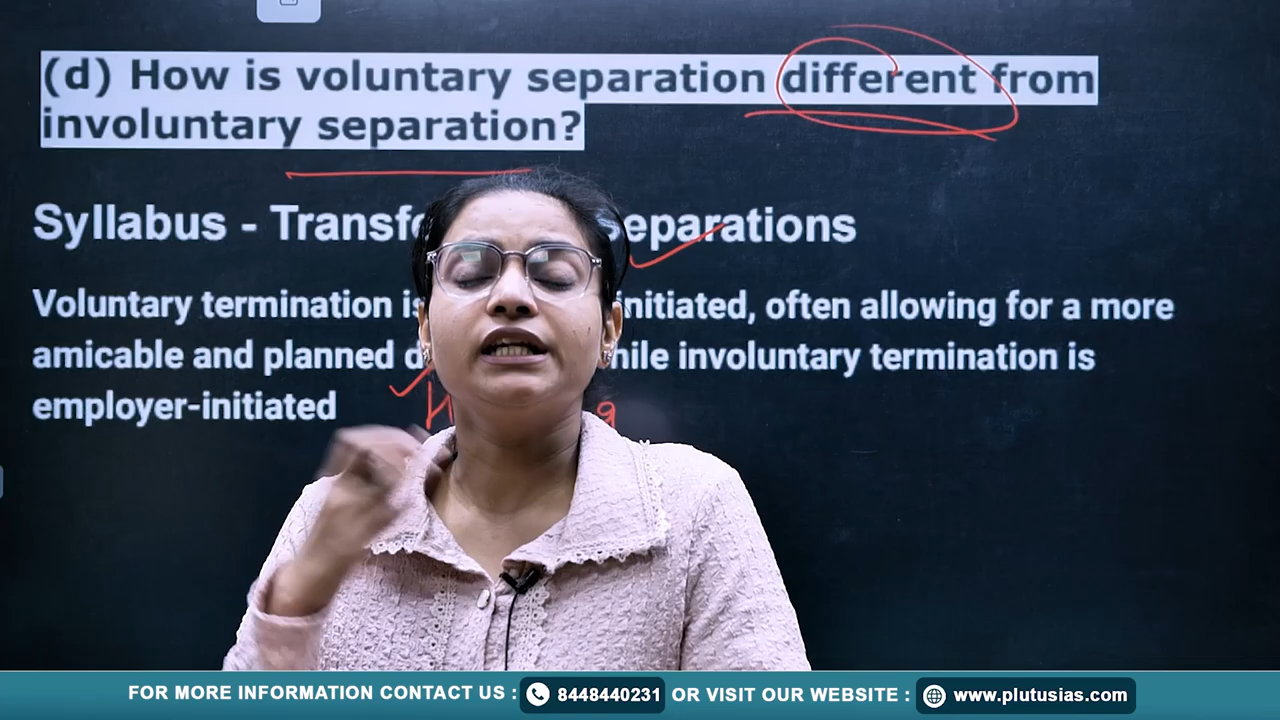 (d) How is voluntary separation different from
involuntary separation?
Syllabus - Separations
Voluntary termination is initiated, often allowing for a more
amicable and planned while involuntary termination is
employer-initiated
FOR MORE INFORMATION CONTACT US : 8448440231 OR VISIT OUR WEBSITE : www.plutusias.com